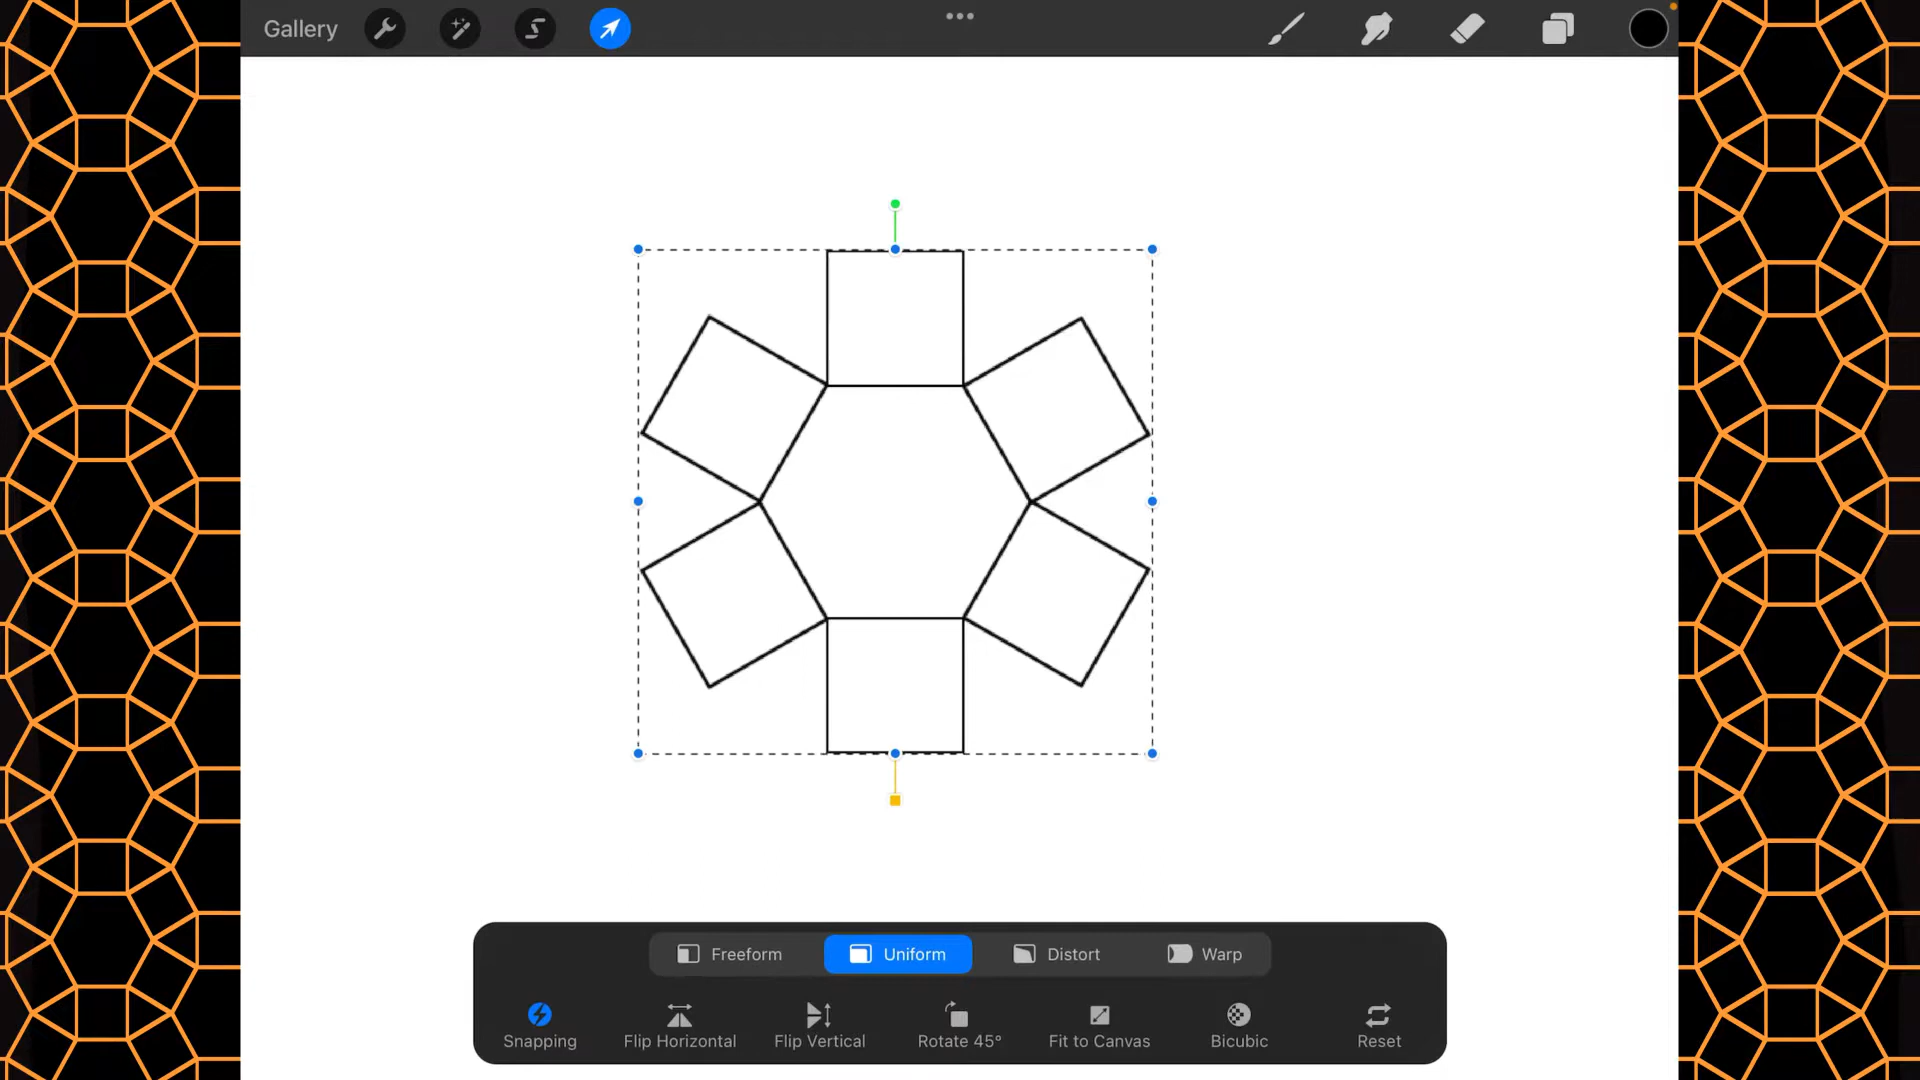 Gallery
Freeform Uniform Distort Warp
Snapping Flip Horizontal Flip Vertical Rotate 45° Fit to Canvas Bicubic Reset